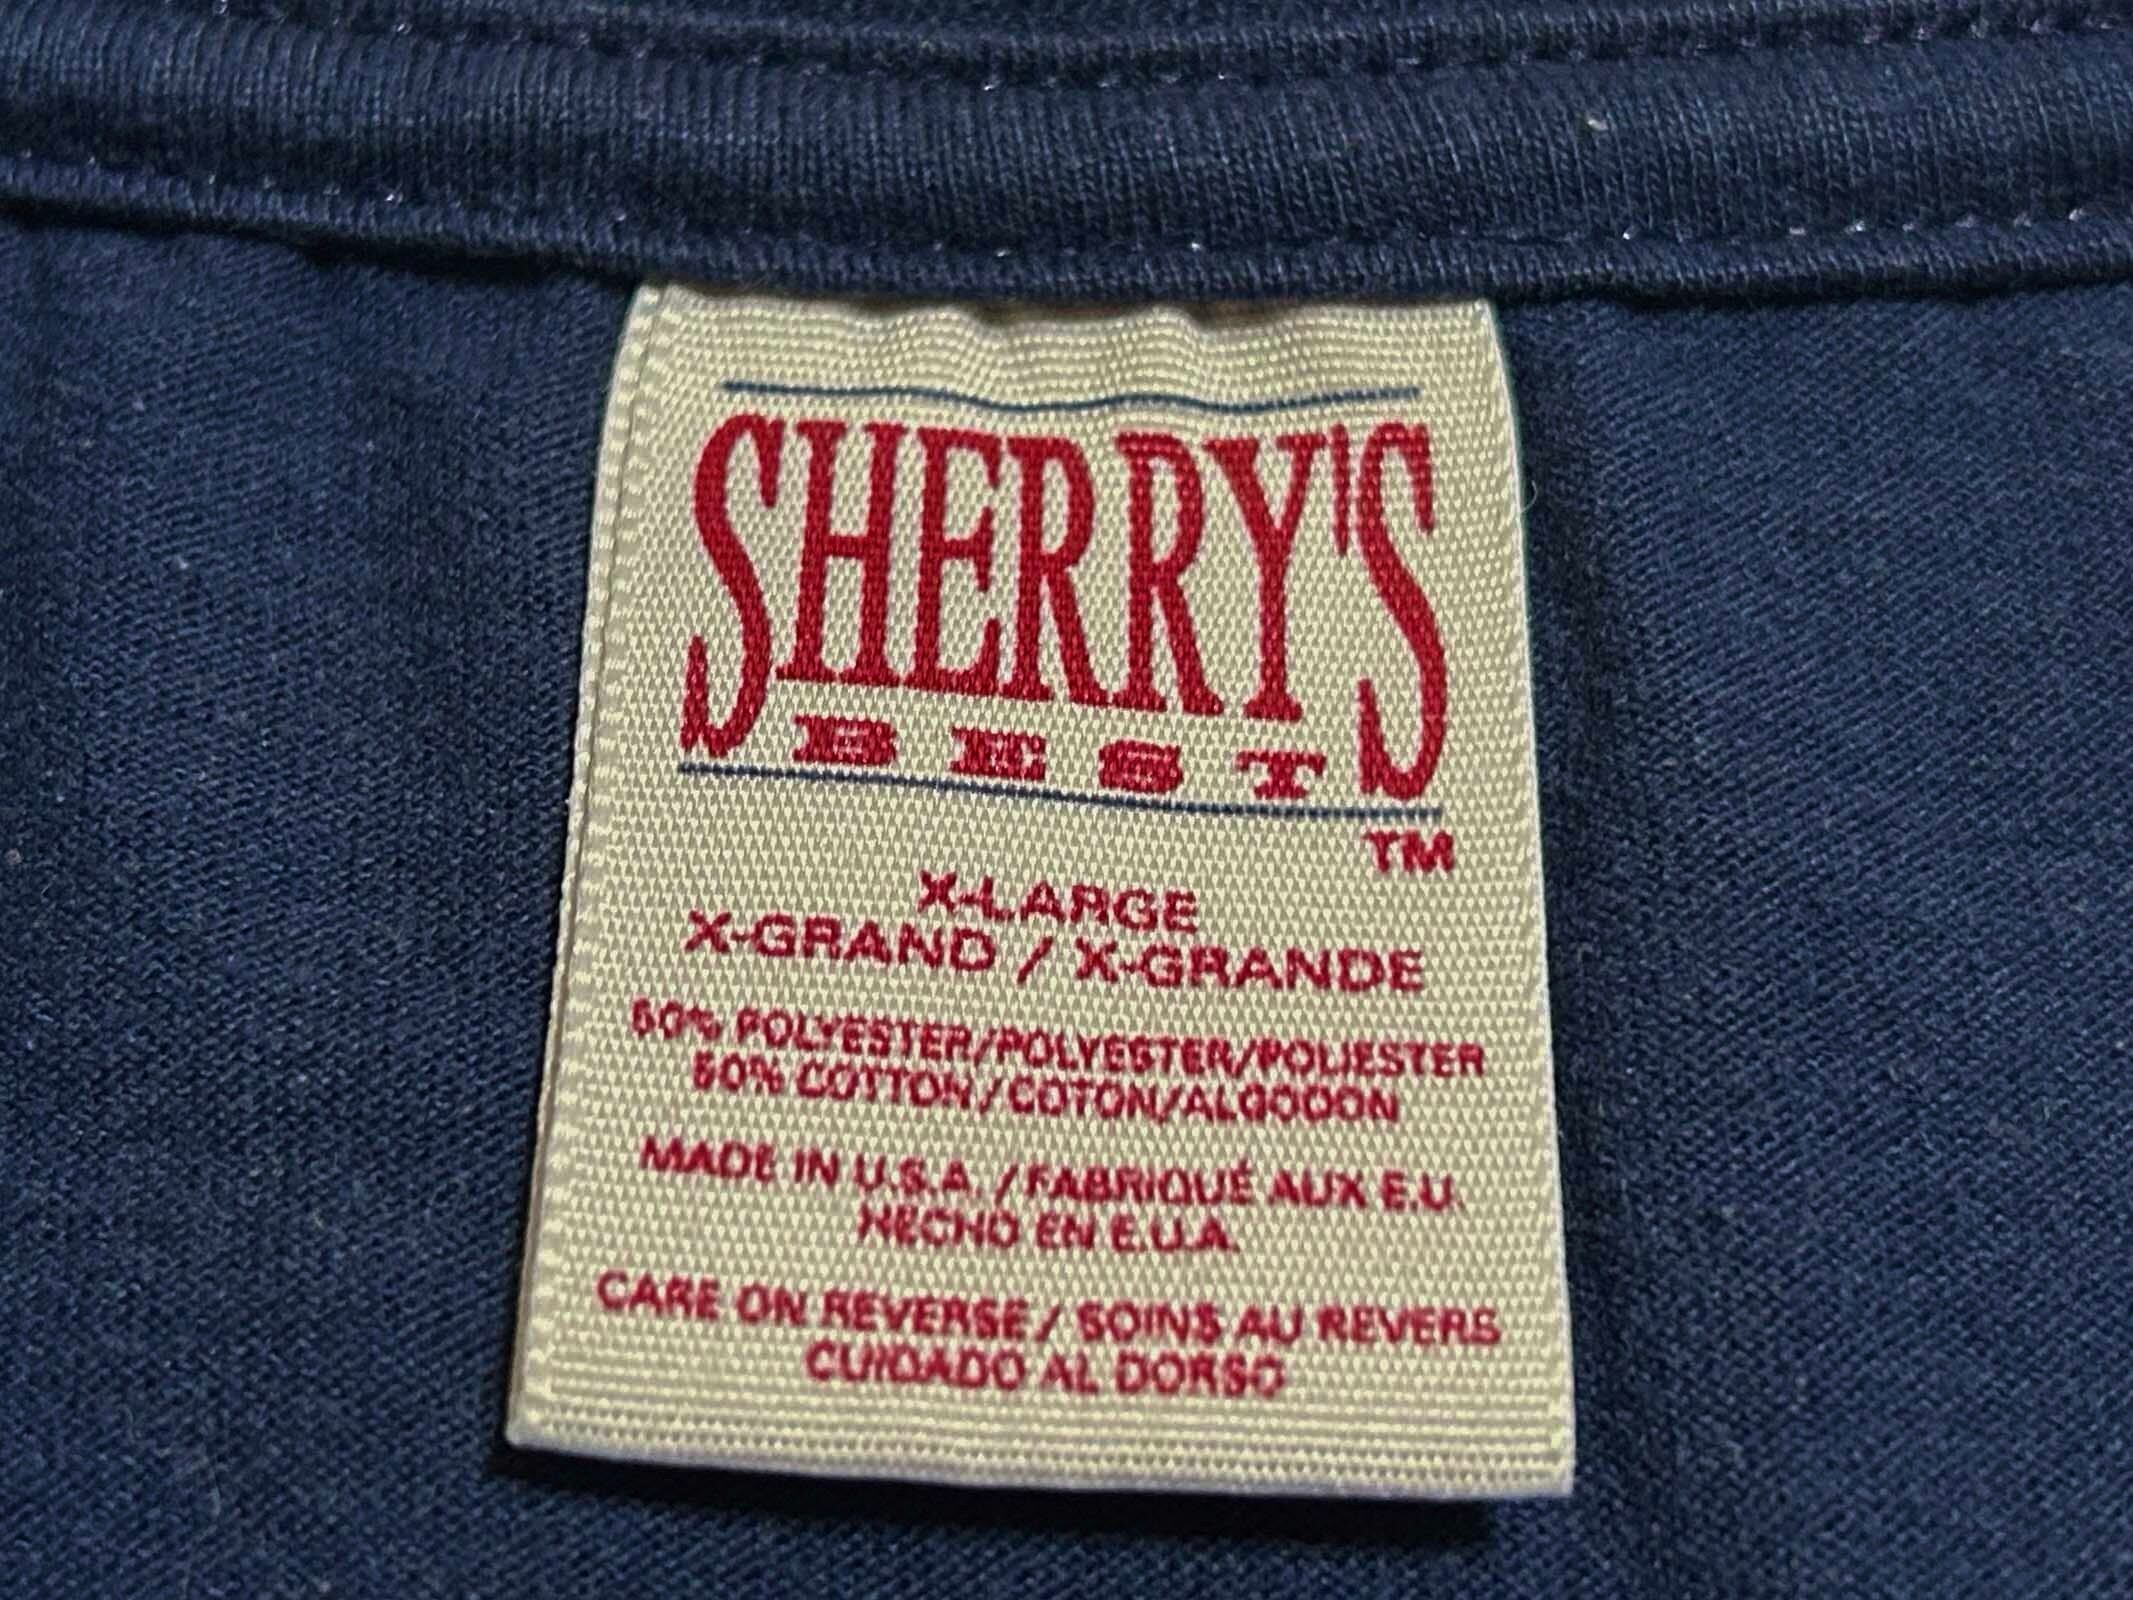 SHERRY'S
BEST
TM
X-LARGE
X-GRAND / X-GRANDE
50% POLYESTER/POLYESTER/POLIESTER
50% COTTON/COTON/ALGODON
MADE IN U.S.A. / FABRIQUÉ AUX E.U.
HECHO EN E.U.A.
CARE ON REVERSE / SOINS AU REVERS
CUIDADO AL DORSO